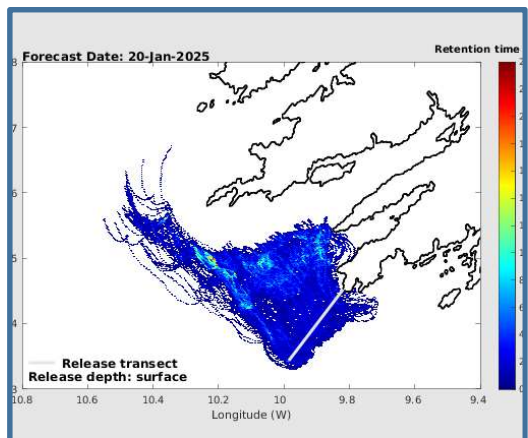 Forecast Date: 20-Jan-2025
Retention time
Release transect
Release depth: surface
10.8 10.6 10.4 10.2 10 9.8 9.6 9.4
Longitude (W)